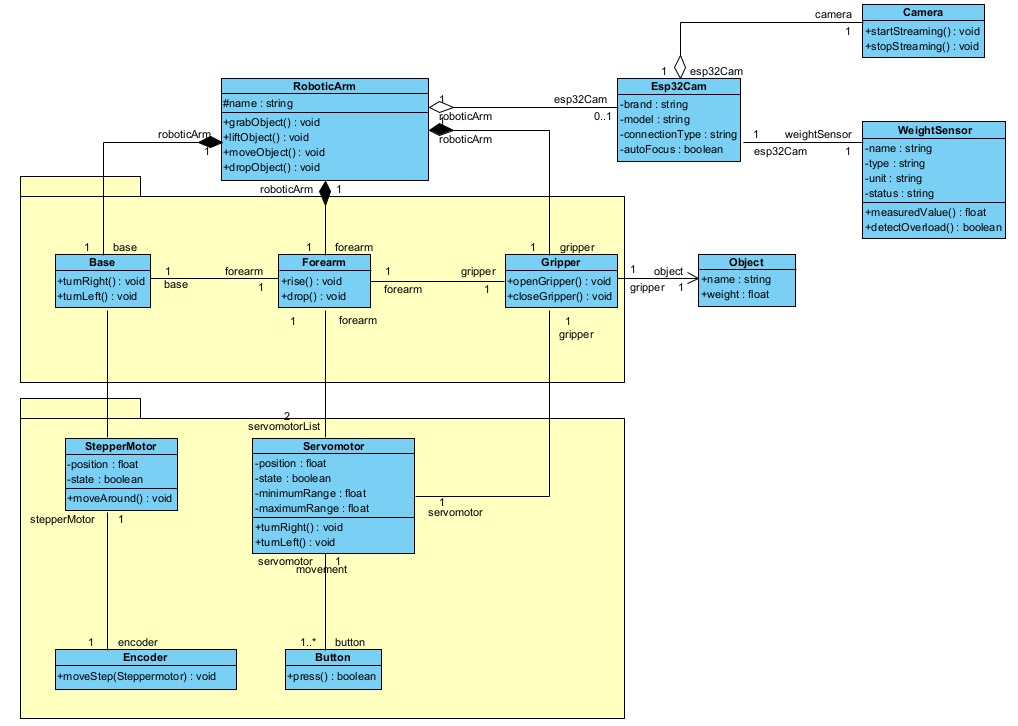 camera
1
Camera
+startStreaming() : void
+stopStreaming() : void
1
esp32Cam
RoboticArm
#name : string
+grabObject() : void
+liftObject() : void
+moveObject() : void
+dropObject() : void
1
roboticArm
esp32Cam
0..1
Esp32Cam
-brand : string
-model : string
-connectionType : string
-autoFocus : boolean
1
weightSensor
esp32Cam
1
WeightSensor
-name : string
-type : string
-unit : string
-status : string
+measuredValue() : float
+detectOverload() : boolean
roboticArm
1
1
roboticArm
roboticArm
1
1
base
1
forearm
1
gripper
Base
+turnRight() : void
+turnLeft() : void
1
forearm
base
1
Forearm
+rise() : void
+drop() : void
1
gripper
forearm
1
Gripper
+openGripper() : void
+closeGripper() : void
1
object
gripper
1
Object
+name : string
+weight : float
1
forearm
1
gripper
2
servomotorList
StepperMotor
-position : float
-state : boolean
+moveAround() : void
Servomotor
-position : float
-state : boolean
-minimumRange : float
-maximumRange : float
+turnRight() : void
+turnLeft() : void
1
servomotor
stepperMotor
1
servomotor
1
movement
1
encoder
1..*
button
Encoder
+moveStep(Steppermotor) : void
Button
+press() : boolean